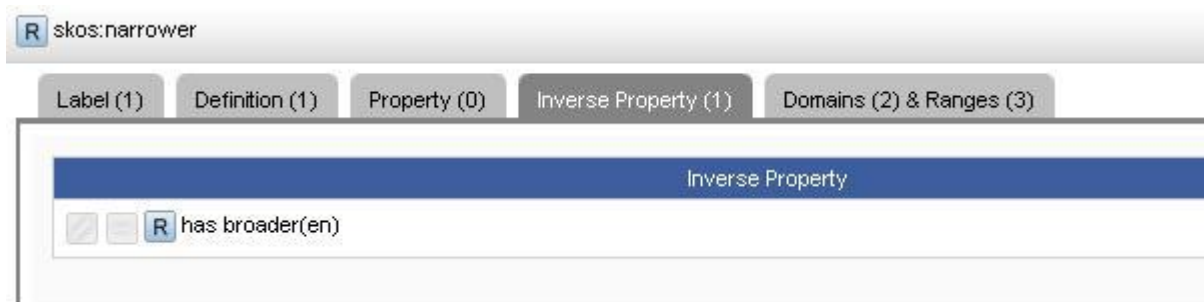 R skos:narrower
Label (1) Definition (1) Property (0) Inverse Property (1) Domains (2) & Ranges (3)
Inverse Property
R has broader(en)